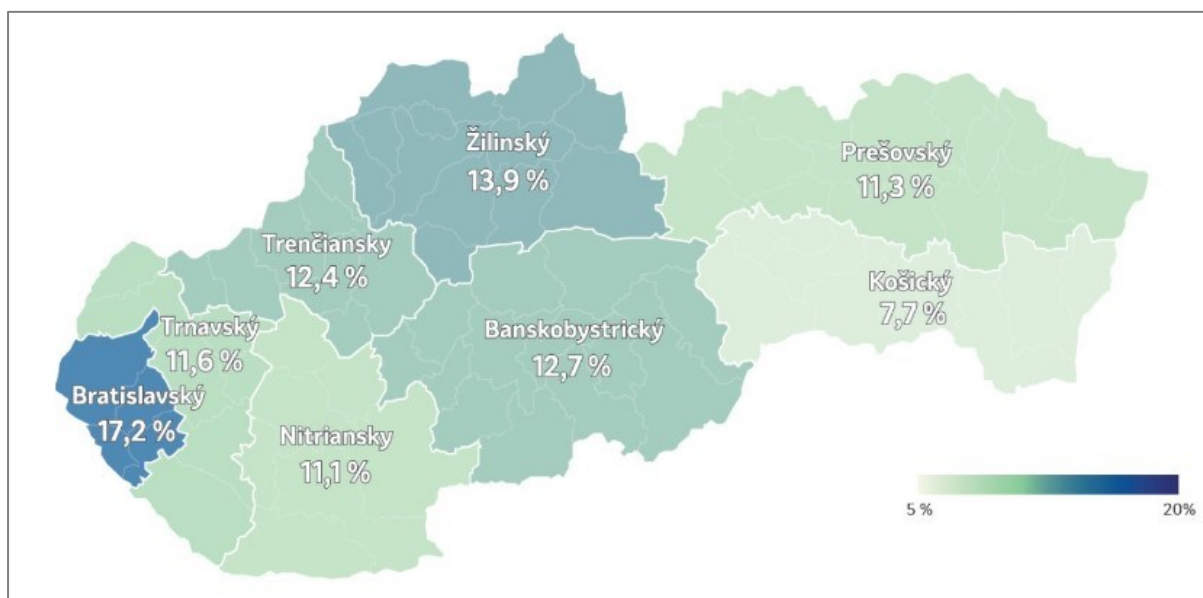 Žilinský
13,9 %
Prešovský
11,3 %
Trenčiansky
12,4 %
Košický
7,7 %
Trnavský
11,6 %
Banskobystrický
12,7 %
Bratislavský
17,2 %
Nitriansky
11,1 %
5 %
20%